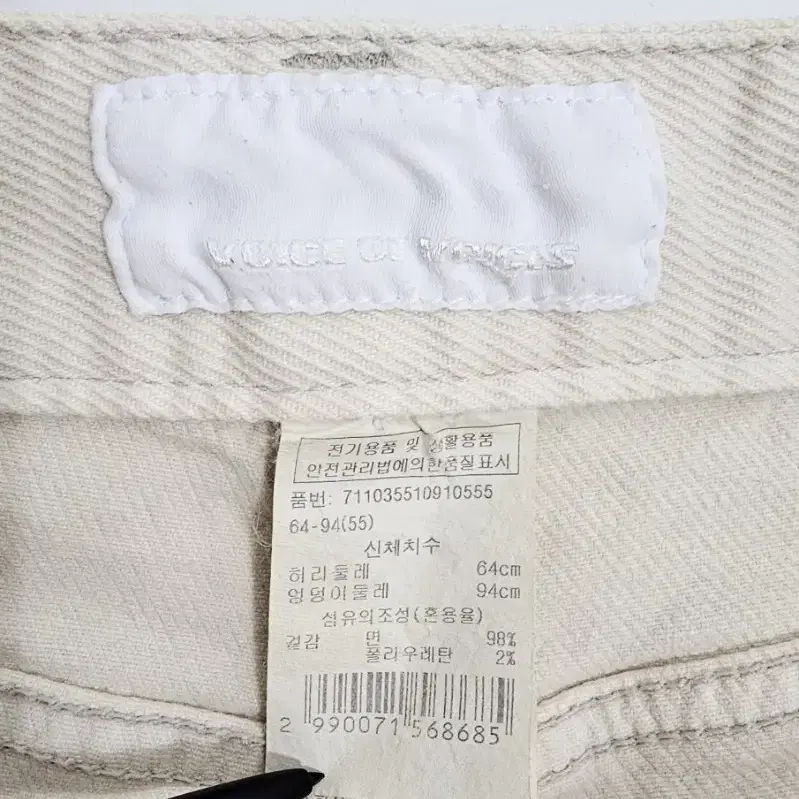 VOICE OF VOICES
전기용품 및 생활용품
안전관리법에의한품질표시
품번: 711035510910555
64-94(55)
신체치수
허리둘레 64cm
엉덩이둘레 94cm
섬유의조성(혼용율)
겉감 면 98%
폴리우레탄 2%
2 990071 568685